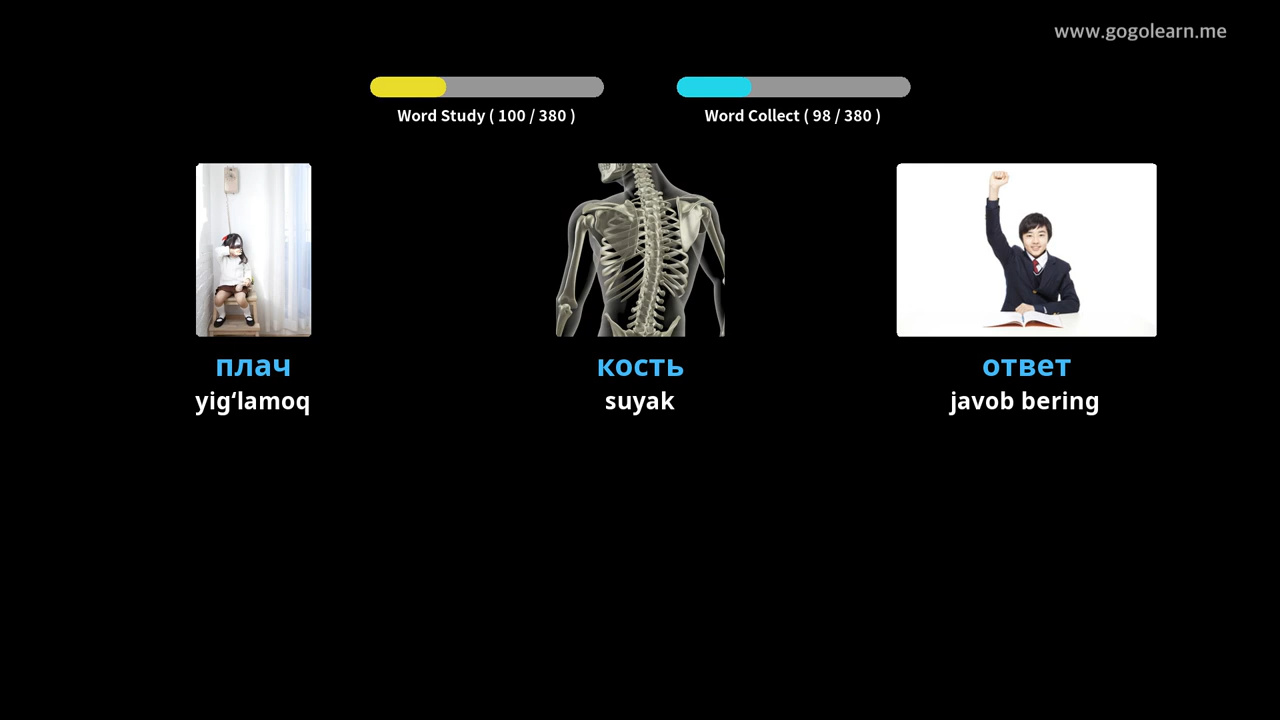 www.gogolearn.me
Word Study ( 100 / 380 )
Word Collect ( 98 / 380 )
плач
yig‘lamoq
кость
suyak
ответ
javob bering